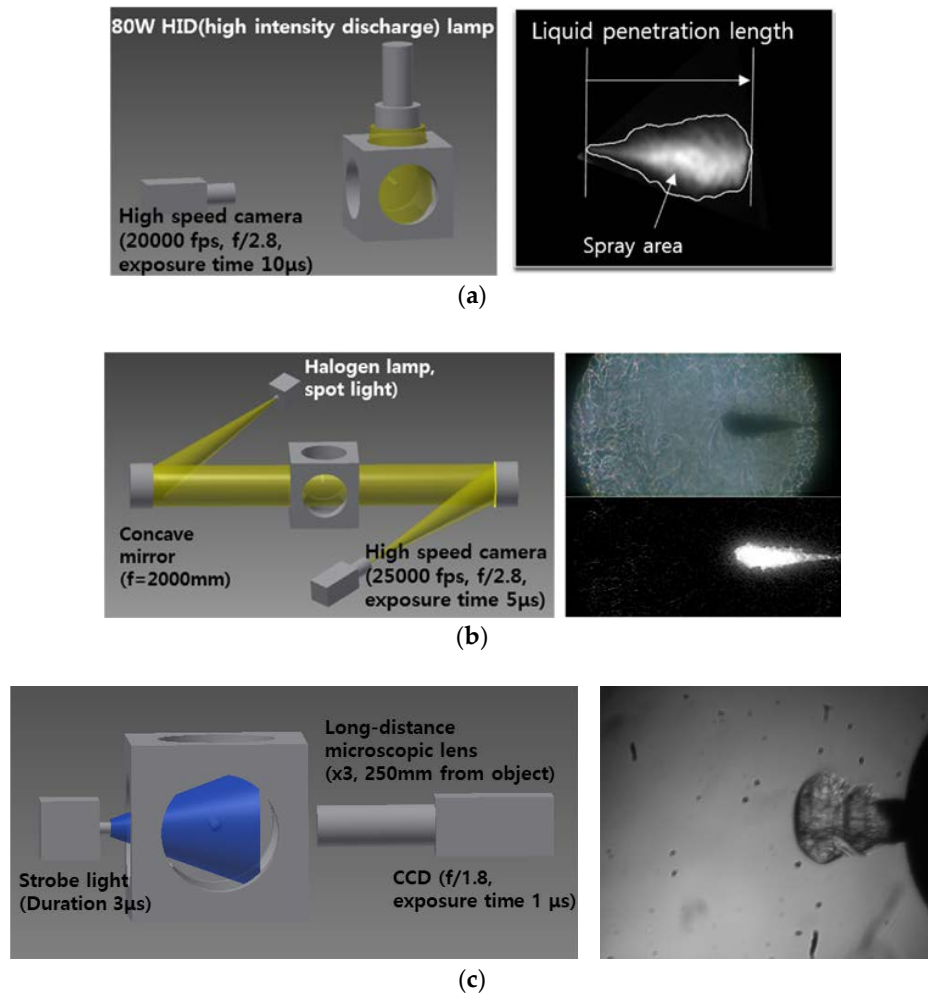 80W HID(high intensity discharge) lamp
High speed camera
(20000 fps, f/2.8,
exposure time 10µs)
Liquid penetration length
Spray area
(a)
Halogen lamp,
spot light)
Concave
mirror
(f=2000mm)
High speed camera
(25000 fps, f/2.8,
exposure time 5µs)
(b)
Long-distance
microscopic lens
(x3, 250mm from object)
Strobe light
(Duration 3µs)
CCD (f/1.8,
exposure time 1 µs)
(c)